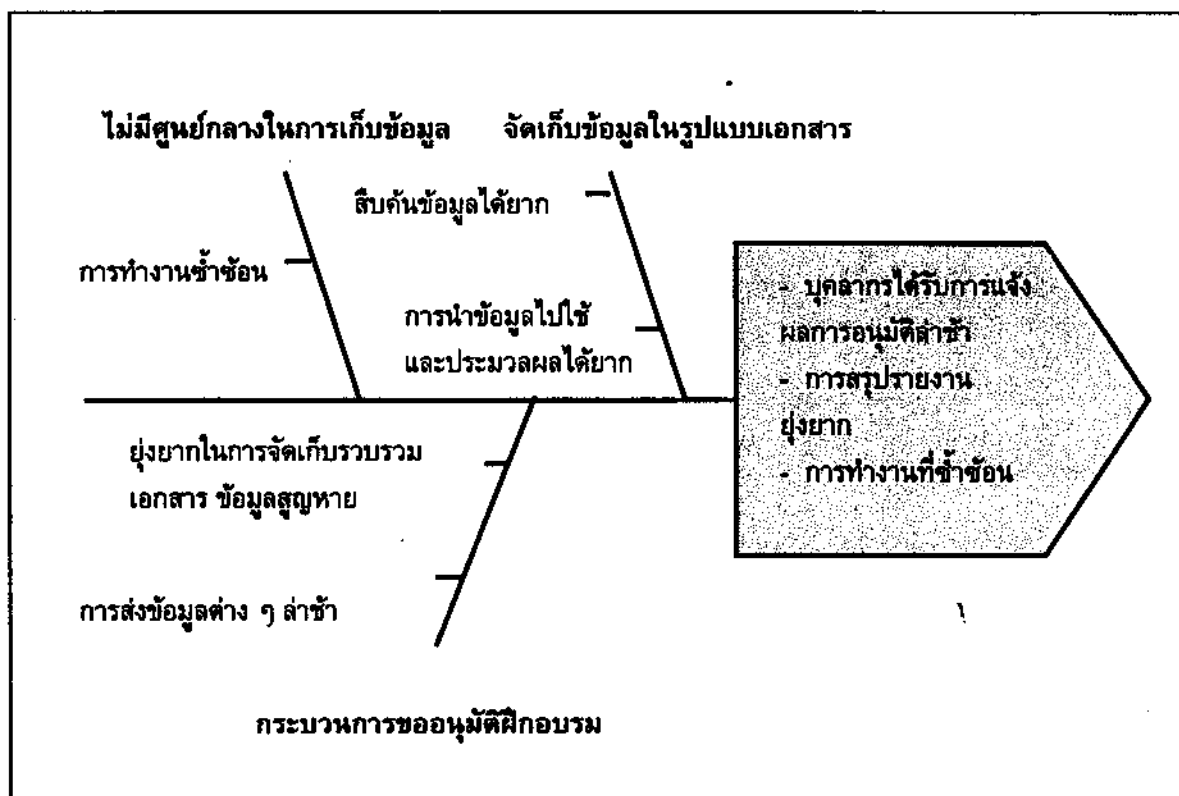 ไม่มีศูนย์กลางในการเก็บข้อมูล
จัดเก็บข้อมูลในรูปแบบเอกสาร
สืบค้นข้อมูลได้ยาก
การทำงานซ้ำซ้อน
การนำข้อมูลไปใช้
และประมวลผลได้ยาก
- บุคลากรได้รับการแจ้ง
ผลการอนุมัติล่าช้า
- การสรุปรายงาน
ยุ่งยาก
- การทำงานที่ซ้ำซ้อน
ยุ่งยากในการจัดเก็บรวบรวม
เอกสาร ข้อมูลสูญหาย
การส่งข้อมูลต่าง ๆ ล่าช้า
กระบวนการขออนุมัติฝึกอบรม